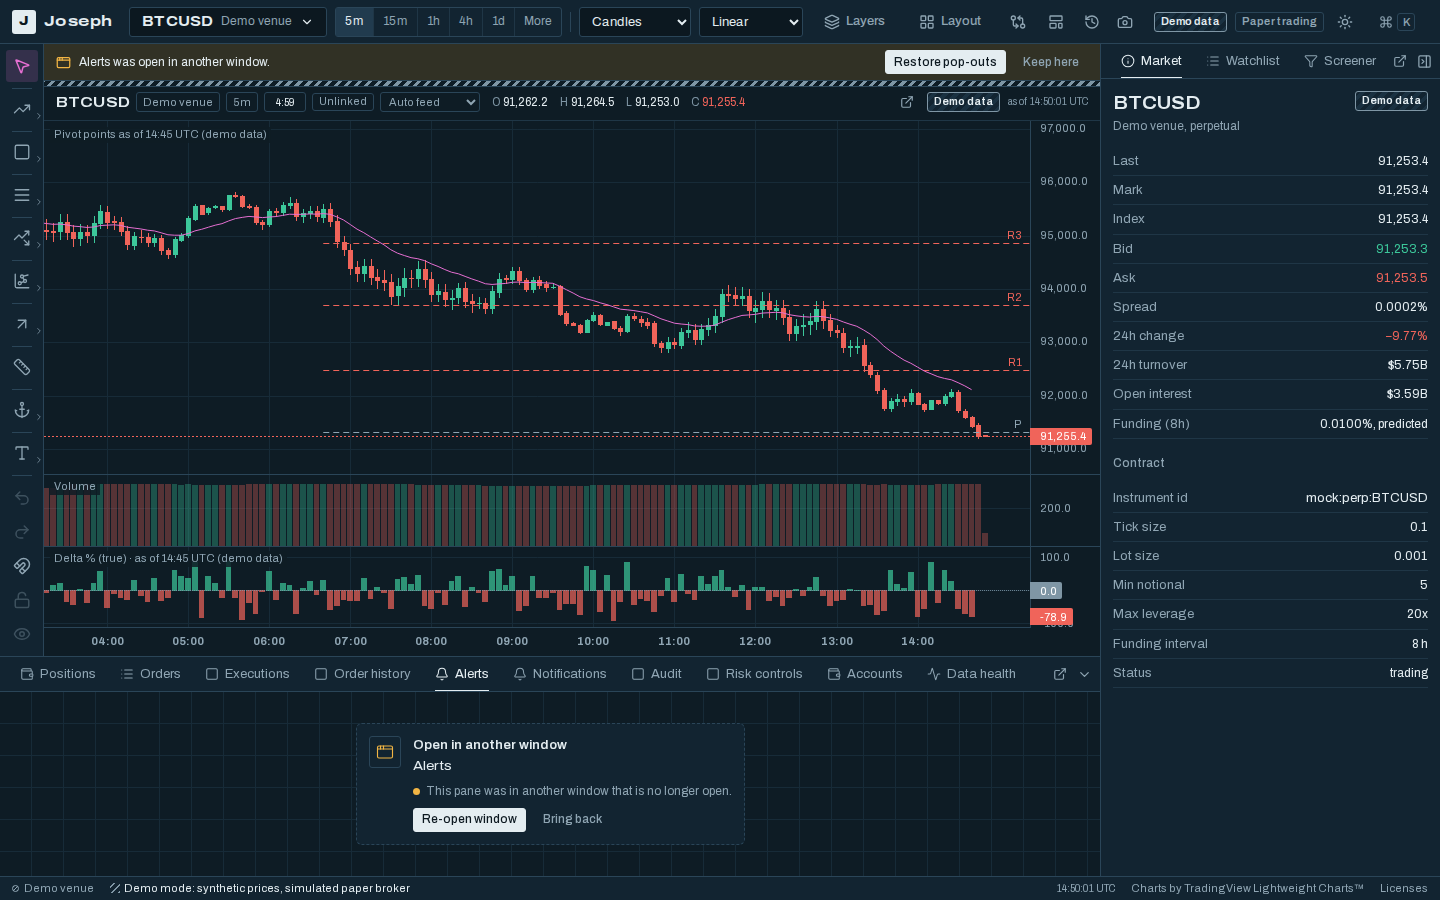 J Joseph BTCUSD Demo venue 5m 15m 1h 4h 1d More Candles Linear Layers Layout Demo data Paper trading ⌘ K
Alerts was open in another window. Restore pop-outs Keep here
BTCUSD Demo venue 5m 4:59 Unlinked Auto feed O 91,262.2 H 91,264.5 L 91,253.0 C 91,255.4 Demo data as of 14:50:01 UTC
Pivot points as of 14:45 UTC (demo data)
97,000.0
96,000.0
R3
95,000.0
94,000.0
R2
93,000.0
R1
92,000.0
P
91,255.4
91,000.0
Volume
200.0
Delta % (true) · as of 14:45 UTC (demo data)
100.0
0.0
-78.9
04:00 05:00 06:00 07:00 08:00 09:00 10:00 11:00 12:00 13:00 14:00
Market Watchlist Screener
BTCUSD Demo data
Demo venue, perpetual
Last 91,253.4
Mark 91,253.4
Index 91,253.4
Bid 91,253.3
Ask 91,253.5
Spread 0.0002%
24h change −9.77%
24h turnover $5.75B
Open interest $3.59B
Funding (8h) 0.0100%, predicted
Contract
Instrument id mock:perp:BTCUSD
Tick size 0.1
Lot size 0.001
Min notional 5
Max leverage 20x
Funding interval 8 h
Status trading
Positions Orders Executions Order history Alerts Notifications Audit Risk controls Accounts Data health
Open in another window
Alerts
This pane was in another window that is no longer open.
Re-open window Bring back
Demo venue Demo mode: synthetic prices, simulated paper broker 14:50:01 UTC Charts by TradingView Lightweight Charts™ Licenses